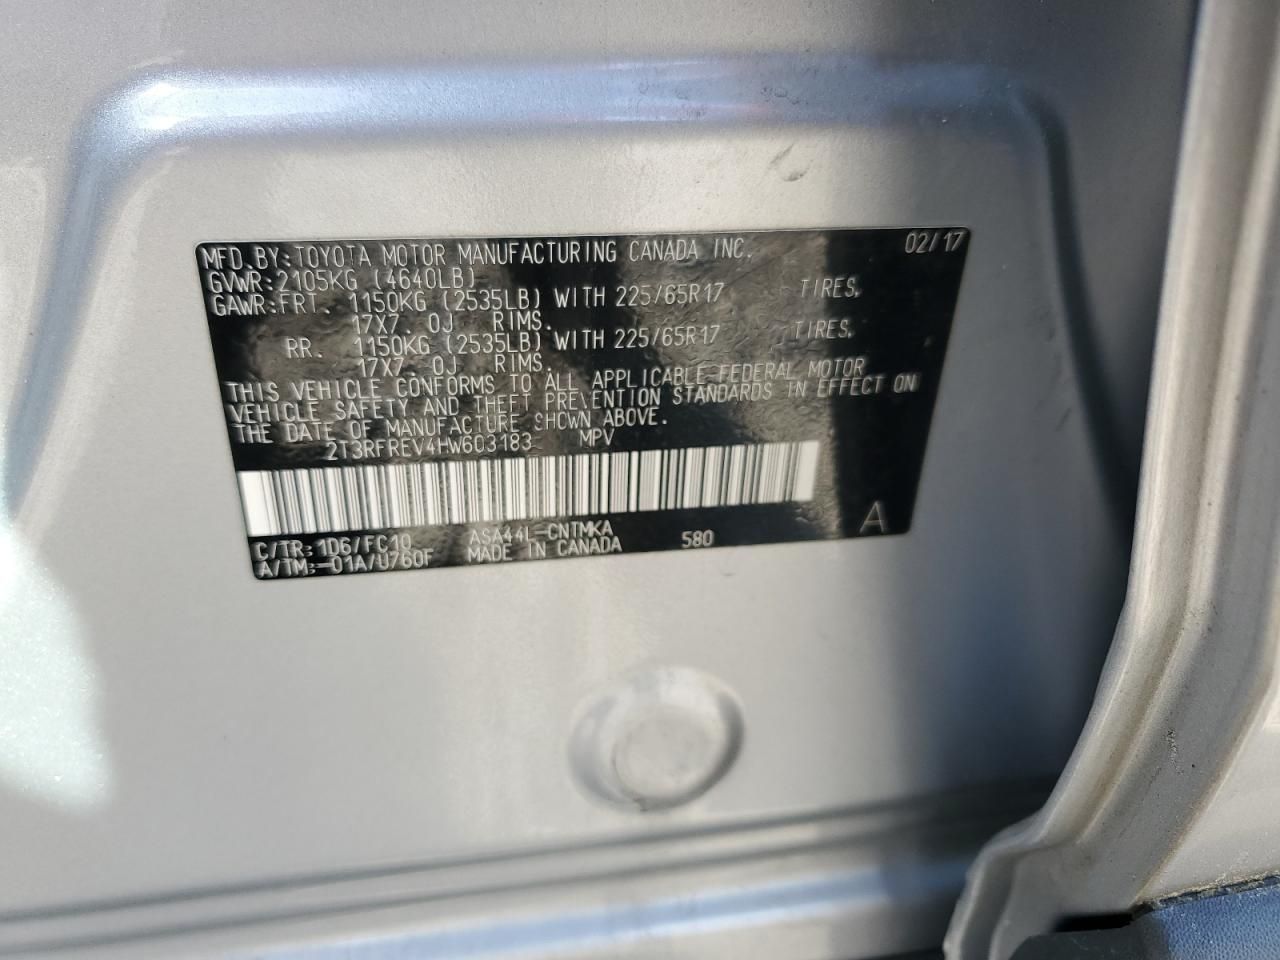 MFD.BY:TOYOTA MOTOR MANUFACTURING CANADA INC. 02/17
GVWR:2105KG (4640LB)
GAWR:FRT. 1150KG (2535LB) WITH 225/65R17 TIRES,
17X7.0J RIMS.
RR. 1150KG (2535LB) WITH 225/65R17 TIRES,
17X7.0J RIMS.
THIS VEHICLE CONFORMS TO ALL APPLICABLE FEDERAL MOTOR
VEHICLE SAFETY AND THEFT PREVENTION STANDARDS IN EFFECT ON
THE DATE OF MANUFACTURE SHOWN ABOVE.
2T3RFREV4HW603183 MPV
C/TR:1D6/FC10 ASA44L-CNTMKA 580 A
A/TM:-01A/U760F MADE IN CANADA